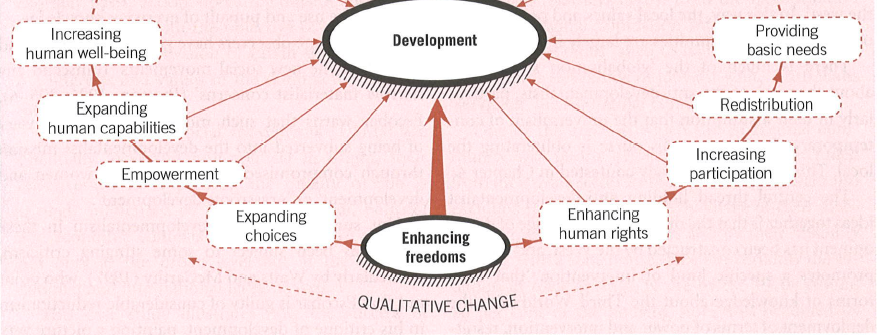 Increasing
human well-being
Development
Providing
basic needs
Expanding
human capabilities
Redistribution
Empowerment
Increasing
participation
Expanding
choices
Enhancing
freedoms
Enhancing
human rights
QUALITATIVE CHANGE